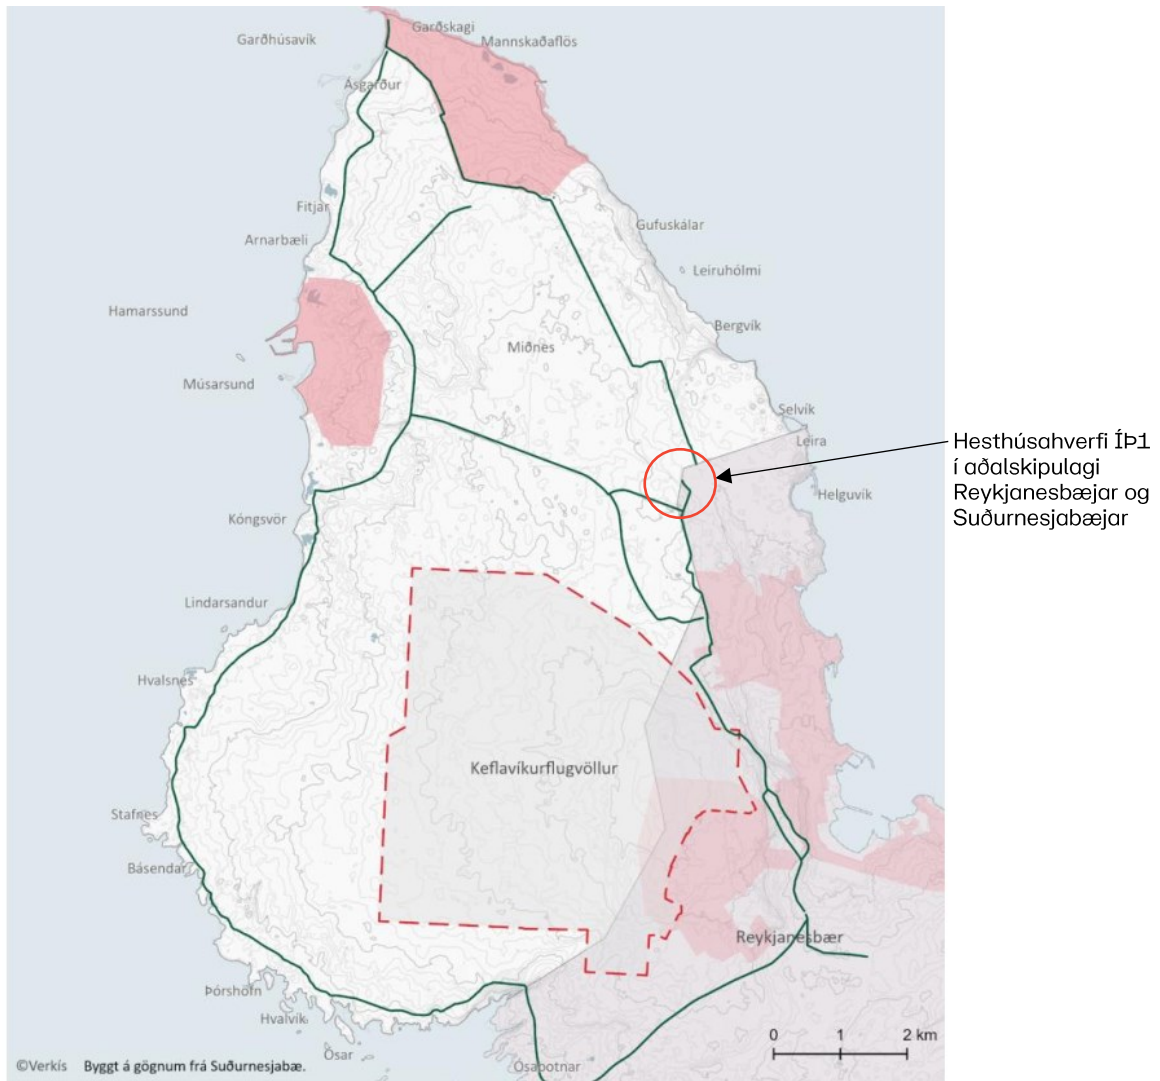 Garðskagi
Garðhúsavík
Mannskaðaflös
Ásgarður
Fitjar
Gufuskálar
Arnarbæli
Leiruhólmi
Hamarssund
Bergvík
Miðnes
Músarsund
Selvík
Leira
Hesthúsahverfi ÍÞ1
í aðalskipulagi
Reykjanesbæjar og
Suðurnesjabæjar
Helguvík
Kóngsvör
Lindarsandur
Hvalsnes
Keflavíkurflugvöllur
Stafnes
Básendar
Reykjanesbær
Þórshöfn
Hvalvík
0 1 2 km
Ósar
Ósabotnar
©Verkís Byggt á gögnum frá Suðurnesjabæ.